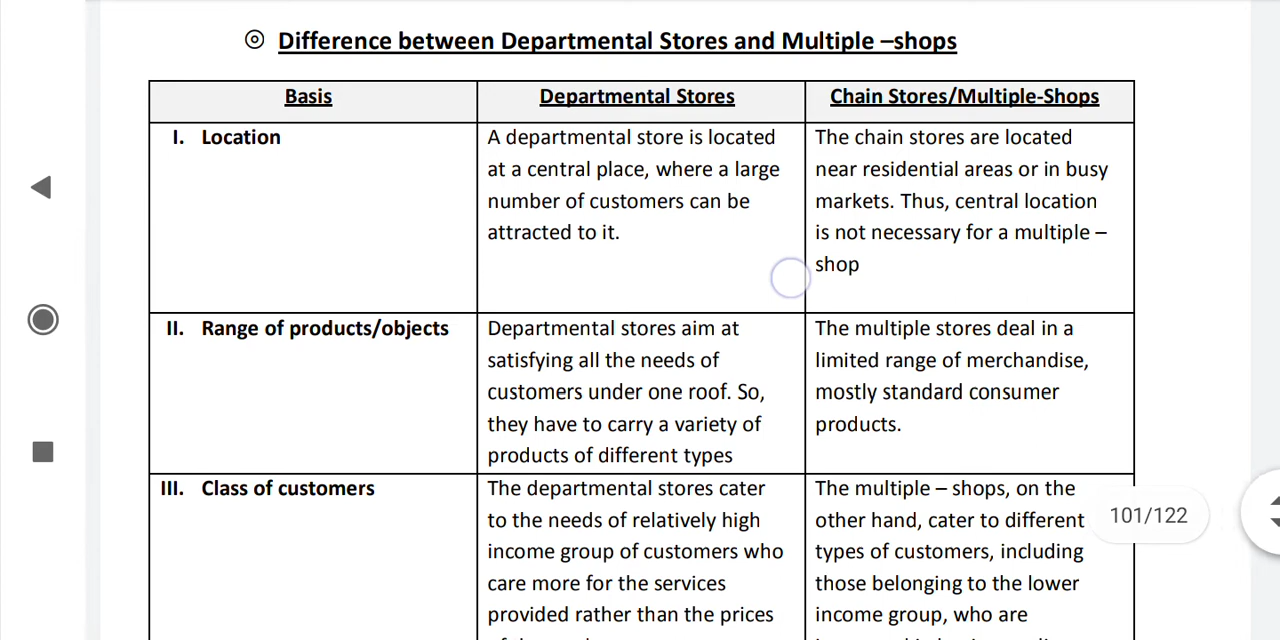 Difference between Departmental Stores and Multiple –shops
Basis
Departmental Stores
Chain Stores/Multiple-Shops
I. Location
A departmental store is located
at a central place, where a large
number of customers can be
attracted to it.
The chain stores are located
near residential areas or in busy
markets. Thus, central location
is not necessary for a multiple –
shop
II. Range of products/objects
Departmental stores aim at
satisfying all the needs of
customers under one roof. So,
they have to carry a variety of
products of different types
The multiple stores deal in a
limited range of merchandise,
mostly standard consumer
products.
III. Class of customers
The departmental stores cater
to the needs of relatively high
income group of customers who
care more for the services
provided rather than the prices
The multiple – shops, on the
other hand, cater to different
types of customers, including
those belonging to the lower
income group, who are
101/122